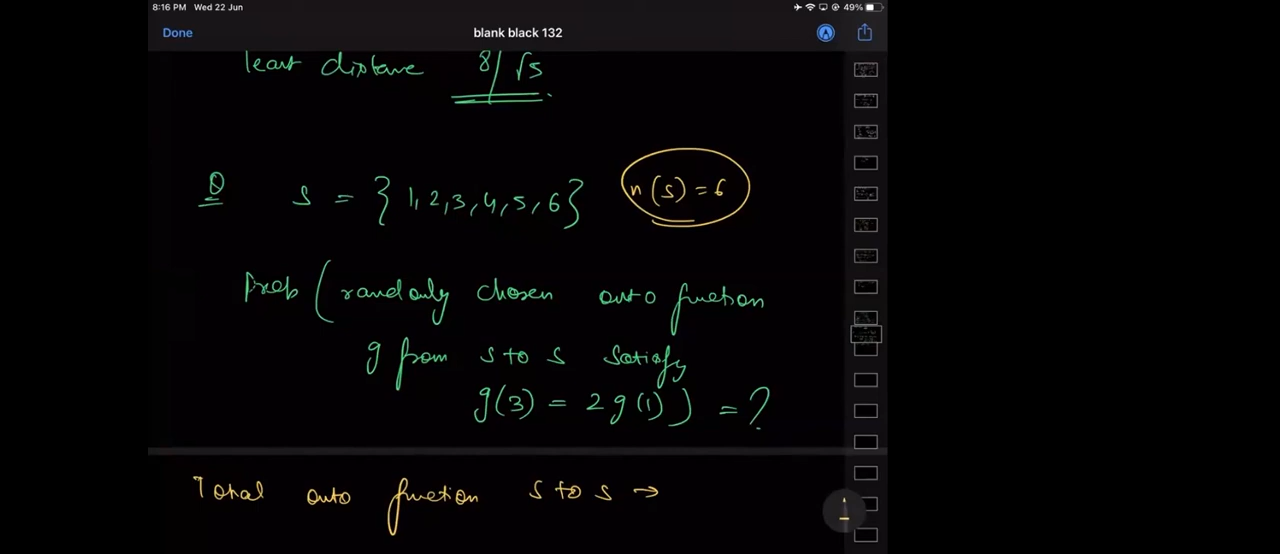 8:16 PM Wed 22 Jun 49%
Done blank black 132
least distance 8/√5
Q S = {1,2,3,4,5,6} n(s) = 6
Prob (randonly chosen onto function
g from s to s satisfy
g(3) = 2g(1)) = ?
Total onto function s to s →